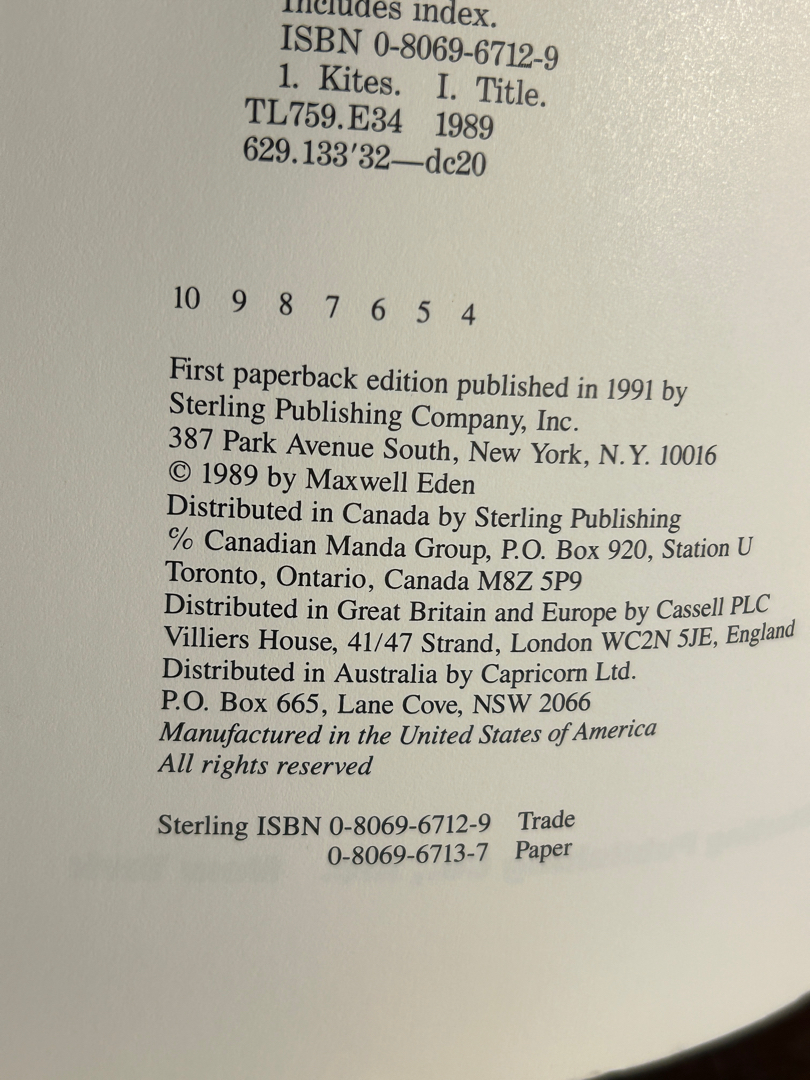 Includes index.
ISBN 0-8069-6712-9
1. Kites. I. Title.
TL759.E34 1989
629.133'32—dc20
10 9 8 7 6 5 4
First paperback edition published in 1991 by
Sterling Publishing Company, Inc.
387 Park Avenue South, New York, N.Y. 10016
© 1989 by Maxwell Eden
Distributed in Canada by Sterling Publishing
℅ Canadian Manda Group, P.O. Box 920, Station U
Toronto, Ontario, Canada M8Z 5P9
Distributed in Great Britain and Europe by Cassell PLC
Villiers House, 41/47 Strand, London WC2N 5JE, England
Distributed in Australia by Capricorn Ltd.
P.O. Box 665, Lane Cove, NSW 2066
Manufactured in the United States of America
All rights reserved
Sterling ISBN 0-8069-6712-9 Trade
0-8069-6713-7 Paper